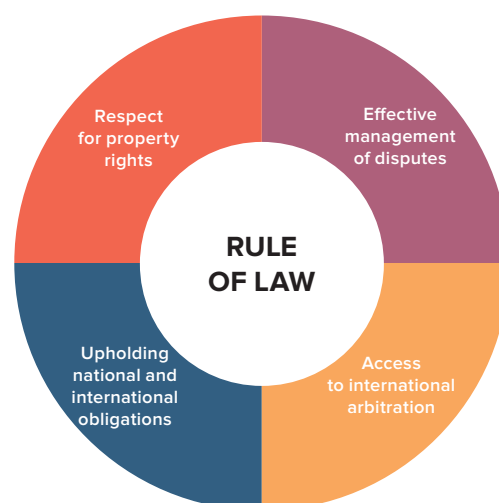 Respect
for property
rights
Effective
management
of disputes
RULE
OF LAW
Upholding
national and
international
obligations
Access
to international
arbitration